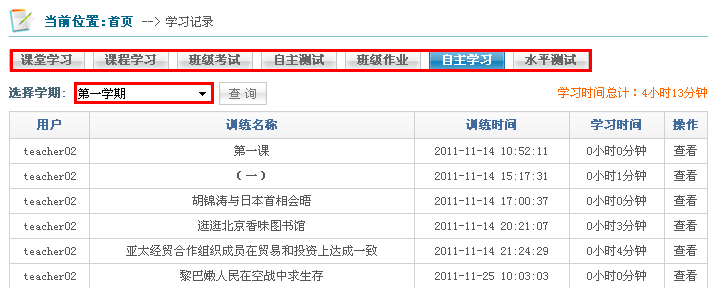 当前位置:首页 --> 学习记录
课堂学习 课程学习 班级考试 自主测试 班级作业 自主学习 水平测试
选择学期: 第一学期 查 询 学习时间总计：4小时13分钟
用户 训练名称 训练时间 学习时间 操作
teacher02 第一课 2011-11-14 10:52:11 0小时0分钟 查看
teacher02 （一） 2011-11-14 15:17:31 0小时1分钟 查看
teacher02 胡锦涛与日本首相会晤 2011-11-14 17:00:37 0小时0分钟 查看
teacher02 逛逛北京香味图书馆 2011-11-14 20:21:07 0小时3分钟 查看
teacher02 亚太经贸合作组织成员在贸易和投资上达成一致 2011-11-14 21:24:29 0小时4分钟 查看
teacher02 黎巴嫩人民在空战中求生存 2011-11-25 10:03:03 0小时0分钟 查看